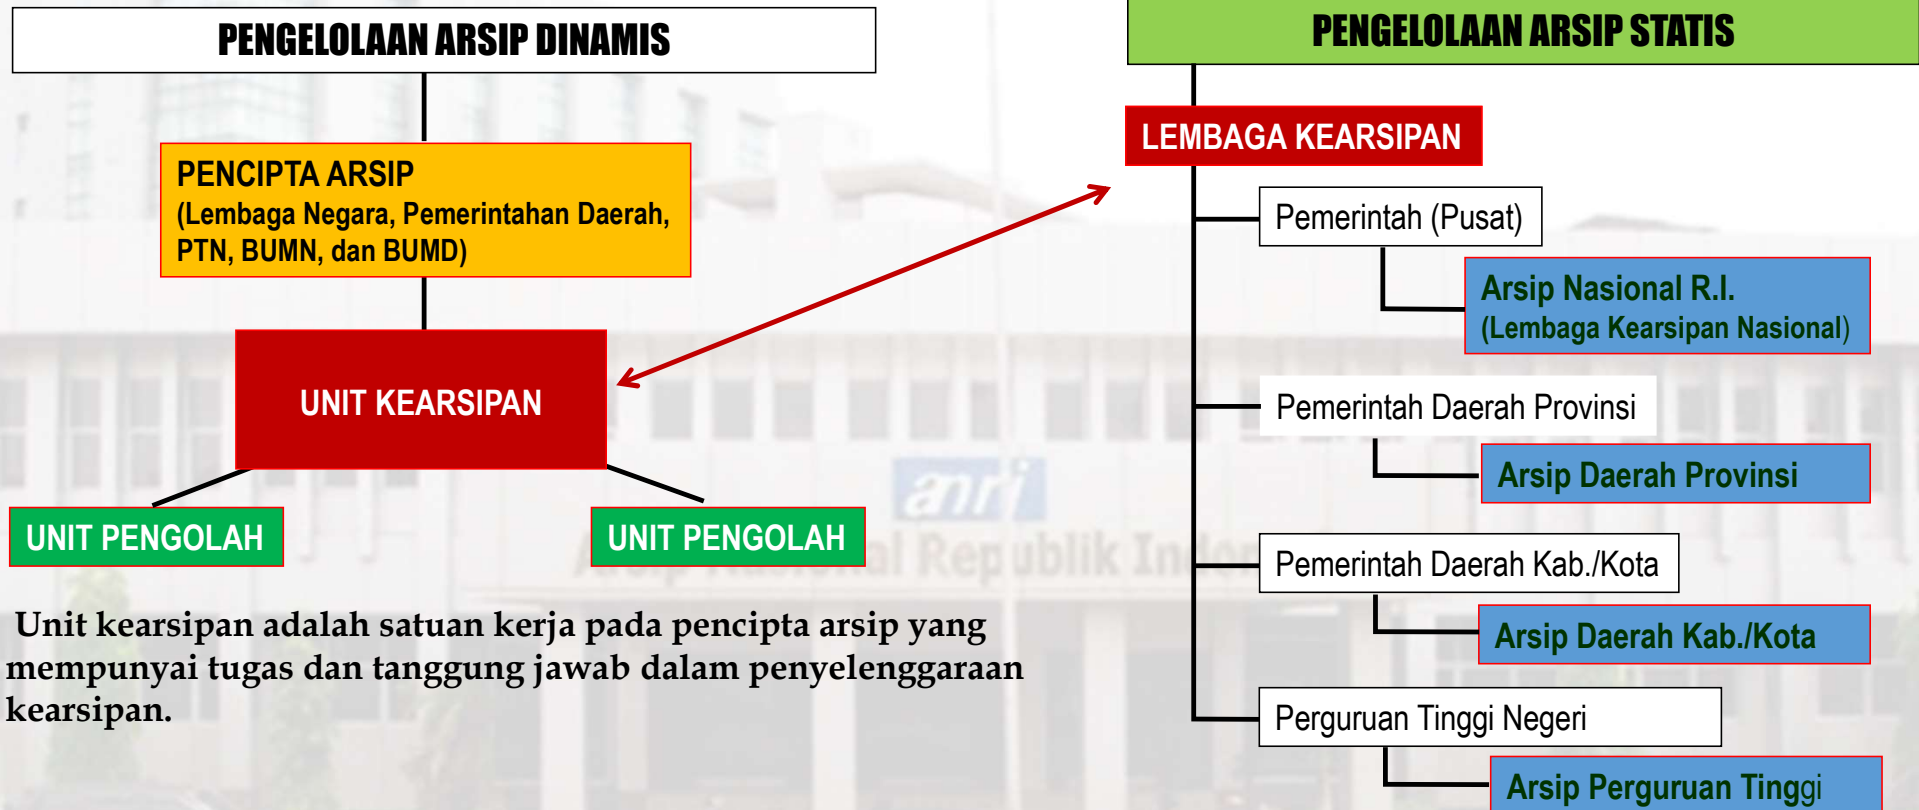 PENGELOLAAN ARSIP DINAMIS
PENCIPTA ARSIP
(Lembaga Negara, Pemerintahan Daerah,
PTN, BUMN, dan BUMD)
UNIT KEARSIPAN
UNIT PENGOLAH
UNIT PENGOLAH
Unit kearsipan adalah satuan kerja pada pencipta arsip yang
mempunyai tugas dan tanggung jawab dalam penyelenggaraan
kearsipan.
PENGELOLAAN ARSIP STATIS
LEMBAGA KEARSIPAN
Pemerintah (Pusat)
Arsip Nasional R.I.
(Lembaga Kearsipan Nasional)
Pemerintah Daerah Provinsi
Arsip Daerah Provinsi
Pemerintah Daerah Kab./Kota
Arsip Daerah Kab./Kota
Perguruan Tinggi Negeri
Arsip Perguruan Tinggi
anri
Republik